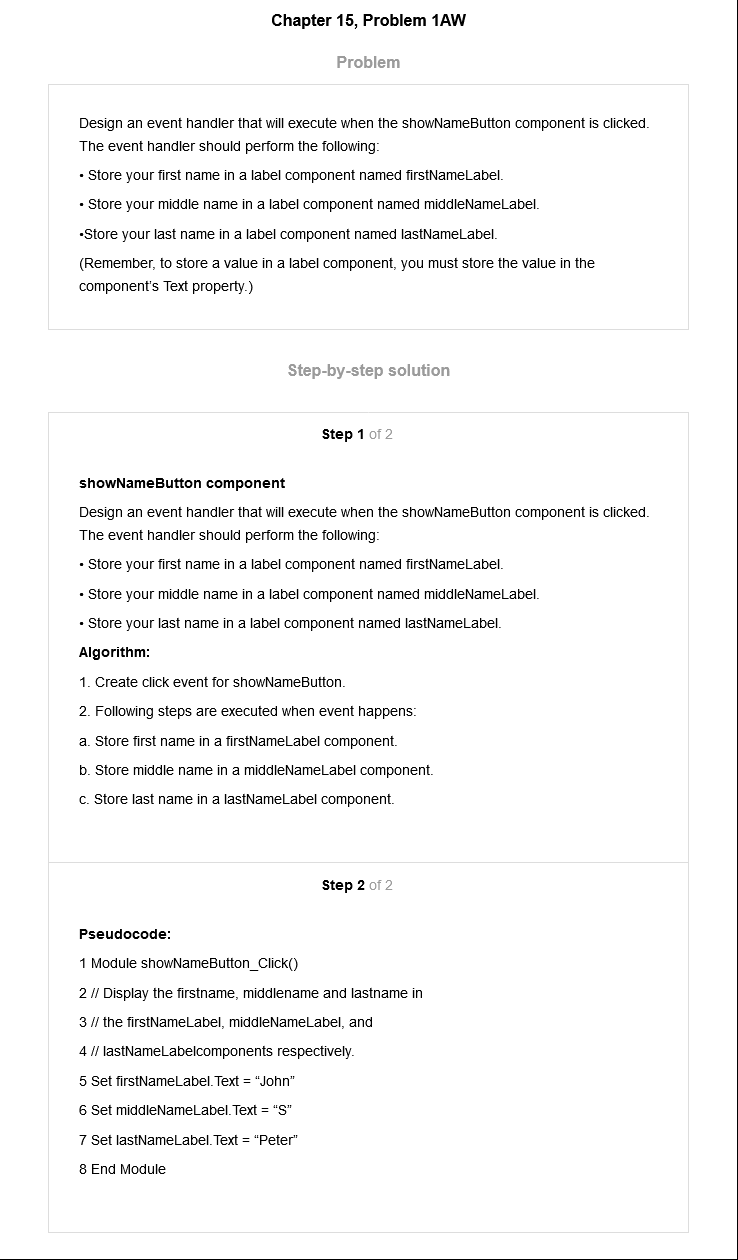 Chapter 15, Problem 1AW
Problem
Design an event handler that will execute when the showNameButton component is clicked.
The event handler should perform the following:
• Store your first name in a label component named firstNameLabel.
• Store your middle name in a label component named middleNameLabel.
•Store your last name in a label component named lastNameLabel.
(Remember, to store a value in a label component, you must store the value in the
component’s Text property.)
Step-by-step solution
Step 1 of 2
showNameButton component
Design an event handler that will execute when the showNameButton component is clicked.
The event handler should perform the following:
• Store your first name in a label component named firstNameLabel.
• Store your middle name in a label component named middleNameLabel.
• Store your last name in a label component named lastNameLabel.
Algorithm:
1. Create click event for showNameButton.
2. Following steps are executed when event happens:
a. Store first name in a firstNameLabel component.
b. Store middle name in a middleNameLabel component.
c. Store last name in a lastNameLabel component.
Step 2 of 2
Pseudocode:
1 Module showNameButton_Click()
2 // Display the firstname, middlename and lastname in
3 // the firstNameLabel, middleNameLabel, and
4 // lastNameLabelcomponents respectively.
5 Set firstNameLabel.Text = “John”
6 Set middleNameLabel.Text = “S”
7 Set lastNameLabel.Text = “Peter”
8 End Module